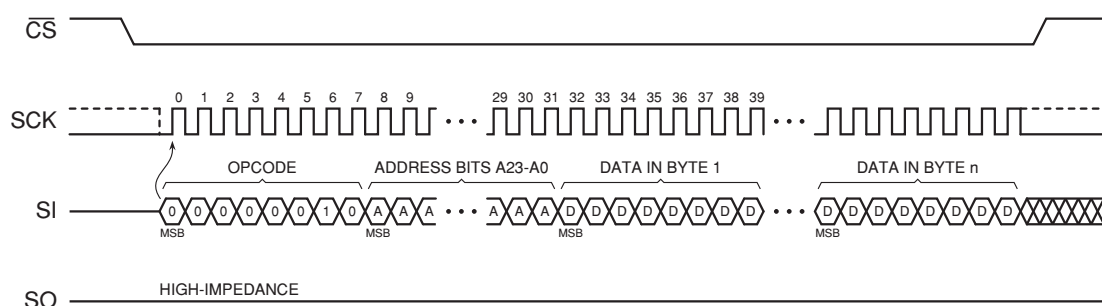 CS
0 1 2 3 4 5 6 7 8 9 29 30 31 32 33 34 35 36 37 38 39
SCK
OPCODE ADDRESS BITS A23-A0 DATA IN BYTE 1 DATA IN BYTE n
SI 0 0 0 0 0 0 1 0 A A A A A A D D D D D D D D D D D D D D D D
MSB MSB MSB MSB
HIGH-IMPEDANCE
SO